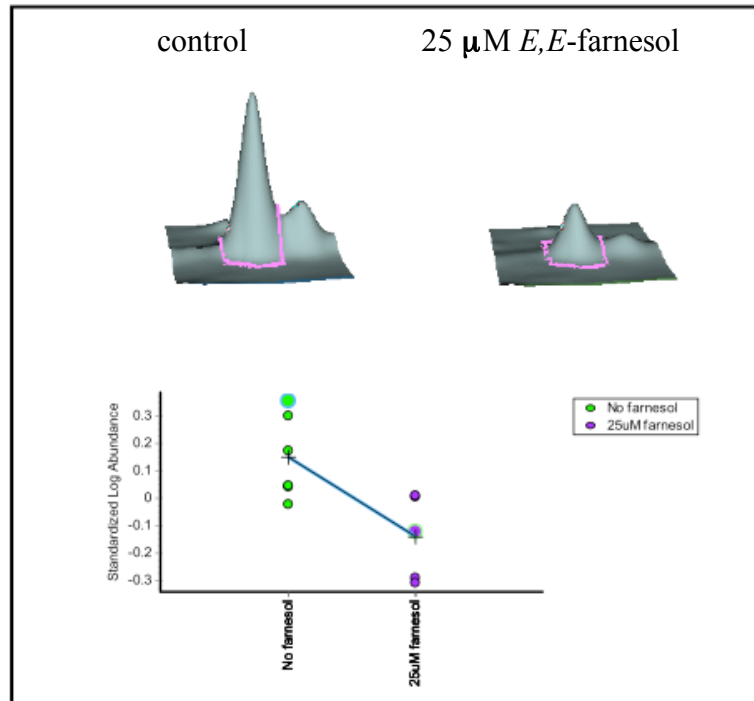 control 25 μM E,E-farnesol
Standardized Log Abundance
0.3
0.2
0.1
0
-0.1
-0.2
-0.3
No farnesol
25uM farnesol
No farnesol
25uM farnesol